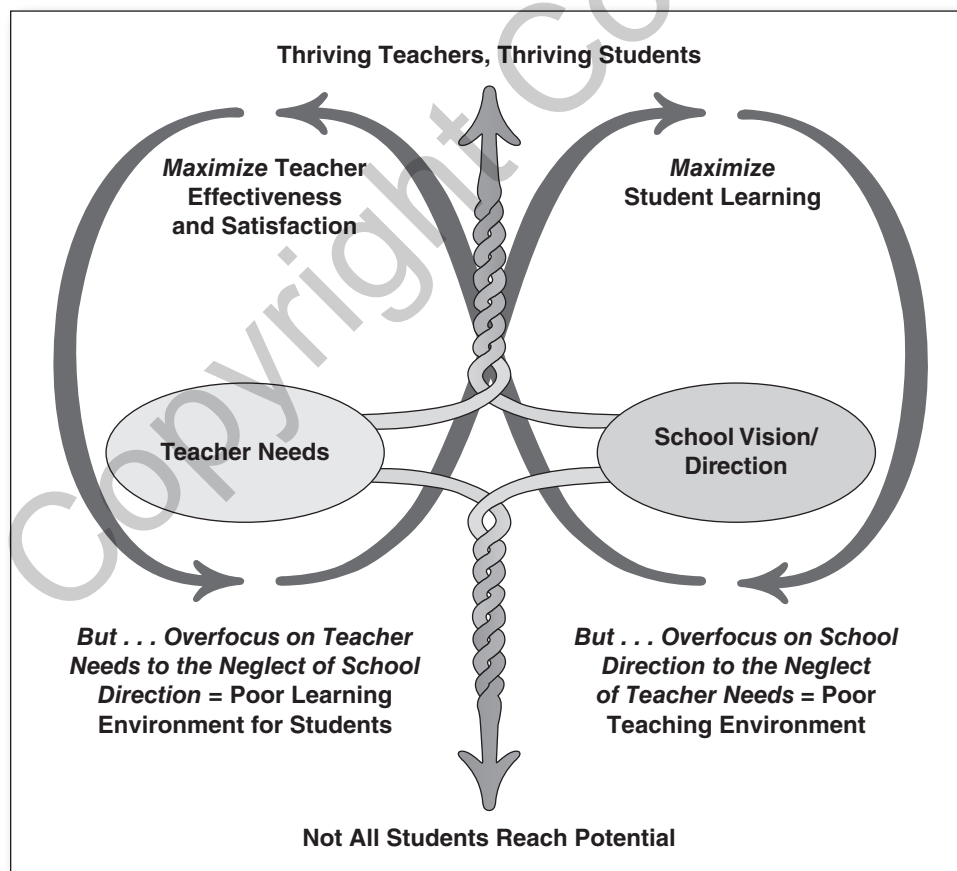 Thriving Teachers, Thriving Students
Maximize Teacher
Effectiveness
and Satisfaction
Maximize
Student Learning
Teacher Needs
School Vision/
Direction
But . . . Overfocus on Teacher
Needs to the Neglect of School
Direction = Poor Learning
Environment for Students
But . . . Overfocus on School
Direction to the Neglect
of Teacher Needs = Poor
Teaching Environment
Not All Students Reach Potential
Copyright Co